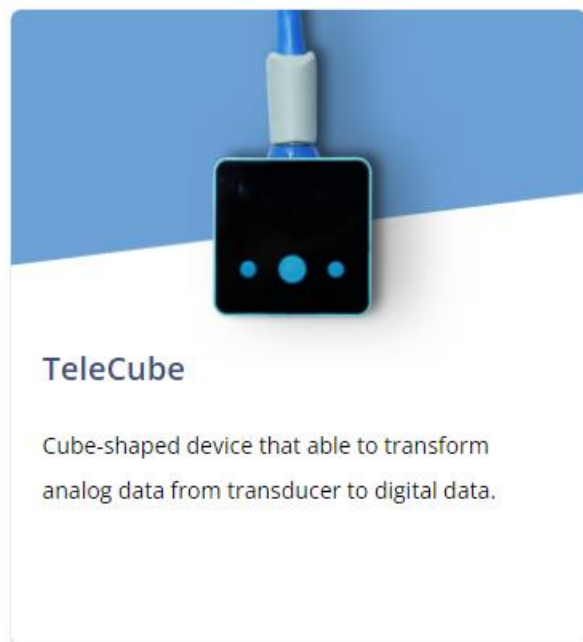 TeleCube
Cube-shaped device that able to transform
analog data from transducer to digital data.